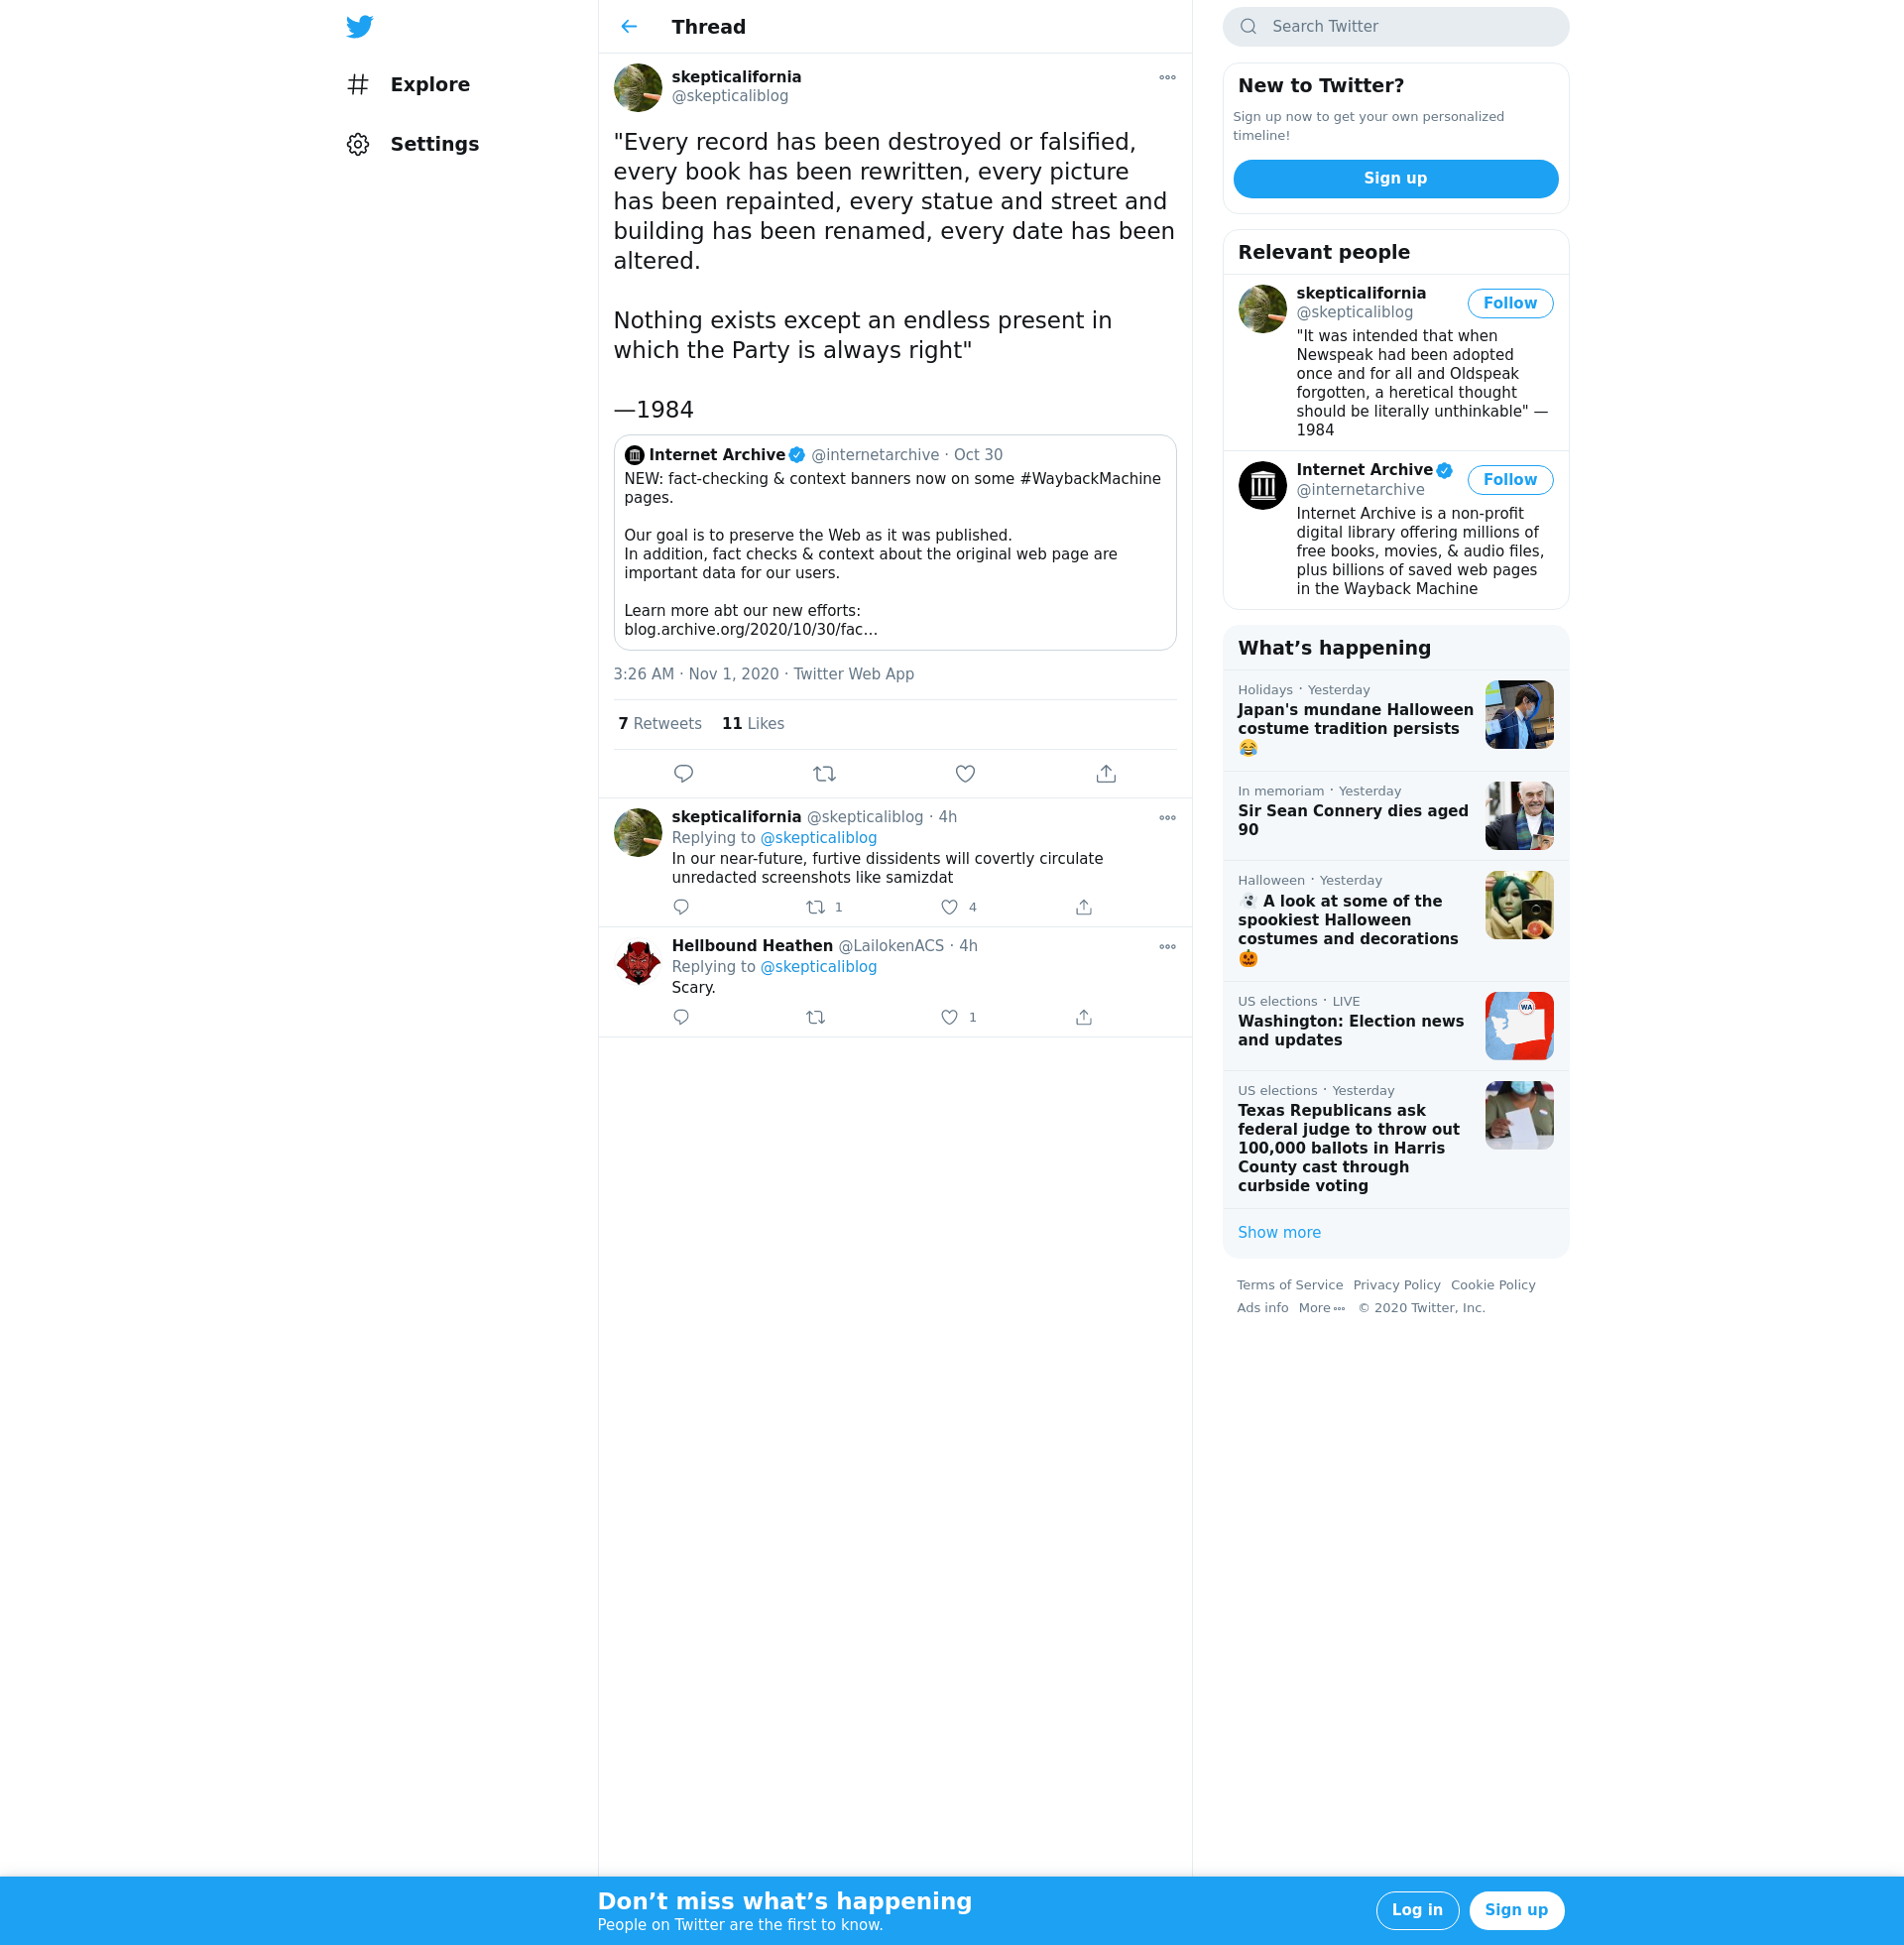 Explore
Settings
Thread
skepticalifornia
@skepticaliblog
"Every record has been destroyed or falsified,
every book has been rewritten, every picture
has been repainted, every statue and street and
building has been renamed, every date has been
altered.
Nothing exists except an endless present in
which the Party is always right"
—1984
Internet Archive @internetarchive · Oct 30
NEW: fact-checking & context banners now on some #WaybackMachine
pages.
Our goal is to preserve the Web as it was published.
In addition, fact checks & context about the original web page are
important data for our users.
Learn more abt our new efforts:
blog.archive.org/2020/10/30/fac…
3:26 AM · Nov 1, 2020 · Twitter Web App
7 Retweets 11 Likes
skepticalifornia @skepticaliblog · 4h
Replying to @skepticaliblog
In our near-future, furtive dissidents will covertly circulate
unredacted screenshots like samizdat
1 4
Hellbound Heathen @LailokenACS · 4h
Replying to @skepticaliblog
Scary.
1
Search Twitter
New to Twitter?
Sign up now to get your own personalized
timeline!
Sign up
Relevant people
skepticalifornia
@skepticaliblog
Follow
"It was intended that when
Newspeak had been adopted
once and for all and Oldspeak
forgotten, a heretical thought
should be literally unthinkable" —
1984
Internet Archive
@internetarchive
Follow
Internet Archive is a non-profit
digital library offering millions of
free books, movies, & audio files,
plus billions of saved web pages
in the Wayback Machine
What’s happening
Holidays · Yesterday
Japan's mundane Halloween
costume tradition persists
😂
In memoriam · Yesterday
Sir Sean Connery dies aged
90
Halloween · Yesterday
👻 A look at some of the
spookiest Halloween
costumes and decorations
🎃
US elections · LIVE
Washington: Election news
and updates
WA
US elections · Yesterday
Texas Republicans ask
federal judge to throw out
100,000 ballots in Harris
County cast through
curbside voting
Show more
Terms of Service Privacy Policy Cookie Policy
Ads info More © 2020 Twitter, Inc.
Don’t miss what’s happening
People on Twitter are the first to know.
Log in
Sign up